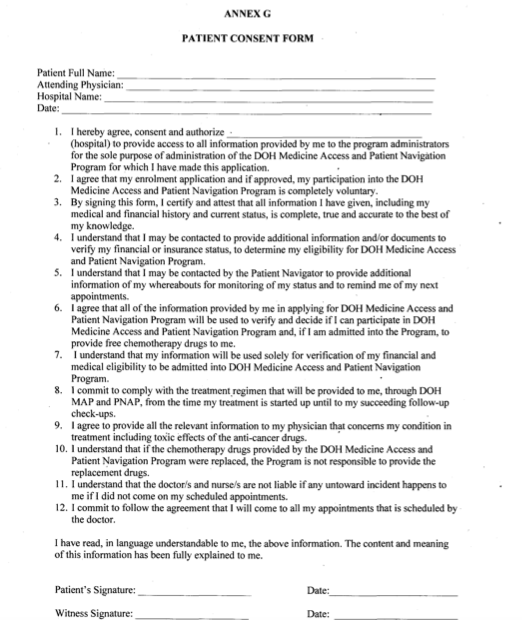 ANNEX G
PATIENT CONSENT FORM
Patient Full Name:
Attending Physician:
Hospital Name:
Date:
1. I hereby agree, consent and authorize
(hospital) to provide access to all information provided by me to the program administrators
for the sole purpose of administration of the DOH Medicine Access and Patient Navigation
Program for which I have made this application.
2. I agree that my enrolment application and if approved, my participation into the DOH
Medicine Access and Patient Navigation Program is completely voluntary.
3. By signing this form, I certify and attest that all information I have given, including my
medical and financial history and current status, is complete, true and accurate to the best of
my knowledge.
4. I understand that I may be contacted to provide additional information and/or documents to
verify my financial or insurance status, to determine my eligibility for DOH Medicine Access
and Patient Navigation Program.
5. I understand that I may be contacted by the Patient Navigator to provide additional
information of my whereabouts for monitoring of my status and to remind me of my next
appointments.
6. I agree that all of the information provided by me in applying for DOH Medicine Access and
Patient Navigation Program will be used to verify and decide if I can participate in DOH
Medicine Access and Patient Navigation Program and, if I am admitted into the Program, to
provide free chemotherapy drugs to me.
7. I understand that my information will be used solely for verification of my financial and
medical eligibility to be admitted into DOH Medicine Access and Patient Navigation
Program.
8. I commit to comply with the treatment regimen that will be provided to me, through DOH
MAP and PNAP, from the time my treatment is started up until to my succeeding follow-up
check-ups.
9. I agree to provide all the relevant information to my physician that concerns my condition in
treatment including toxic effects of the anti-cancer drugs.
10. I understand that if the chemotherapy drugs provided by the DOH Medicine Access and
Patient Navigation Program were replaced, the Program is not responsible to provide the
replacement drugs.
11. I understand that the doctor/s and nurse/s are not liable if any untoward incident happens to
me if I did not come on my scheduled appointments.
12. I commit to follow the agreement that I will come to all my appointments that is scheduled by
the doctor.
I have read, in language understandable to me, the above information. The content and meaning
of this information has been fully explained to me.
Patient's Signature: Date:
Witness Signature: Date: